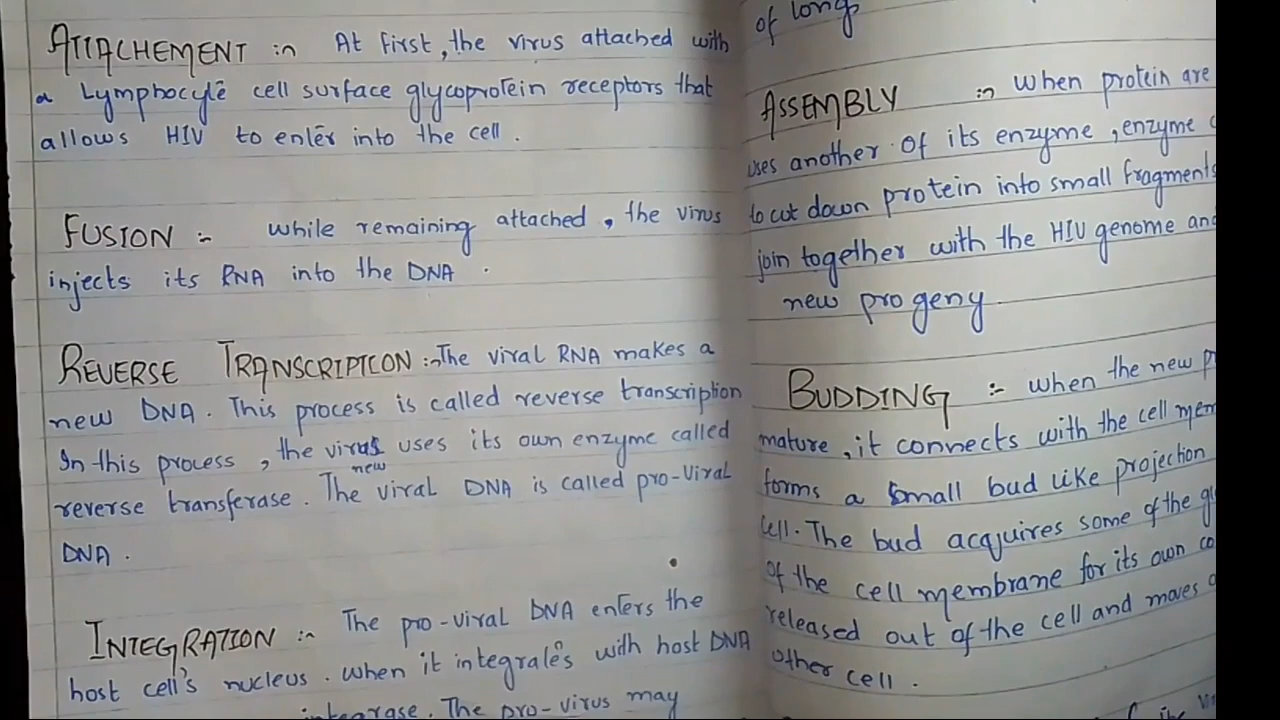 ATTACHEMENT :- At first, the virus attached with
a Lymphocyte cell surface glycoprotein receptors that
allows HIV to enter into the cell.
FUSION :- while remaining attached, the virus
injects its RNA into the DNA.
REVERSE TRANSCRIPTION :- The viral RNA makes a
new DNA. This process is called reverse transcription
In this process, the virus uses its own enzyme called
reverse transferase. The new viral DNA is called pro-viral
DNA.
INTEGRATION :- The pro-viral DNA enters the
host cell's nucleus. when it integrates with host DNA
The pro-virus may
of long
ASSEMBLY :- when protein are
uses another of its enzyme, enzyme
to cut down protein into small fragments
join together with the HIV genome and
new progeny
BUDDING :- when the new
mature, it connects with the cell
forms a small bud like projection
cell. The bud acquires some of the
of the cell membrane for its own
released out of the cell and moves
other cell.